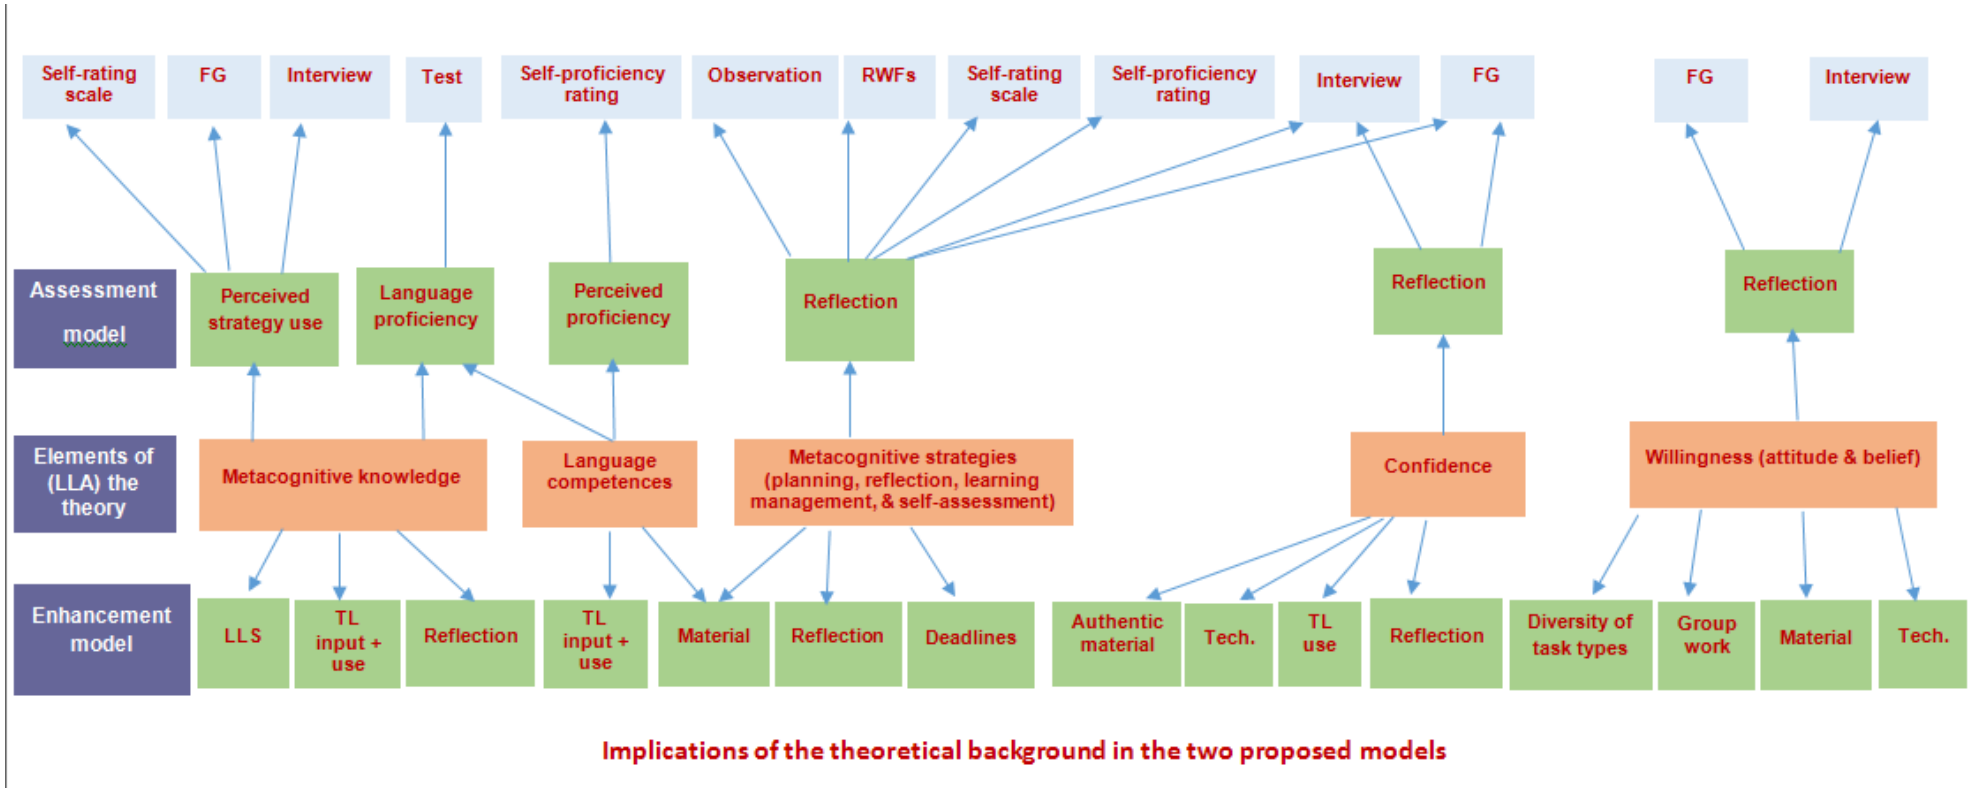 Self-rating
scale
FG
Interview
Test
Self-proficiency
rating
Observation
RWFs
Self-rating
scale
Self-proficiency
rating
Interview
FG
FG
Interview
Assessment
model
Perceived
strategy use
Language
proficiency
Perceived
proficiency
Reflection
Reflection
Reflection
Elements of
(LLA) the
theory
Metacognitive knowledge
Language
competences
Metacognitive strategies
(planning, reflection, learning
management, & self-assessment)
Confidence
Willingness (attitude & belief)
Enhancement
model
LLS
TL
input +
use
Reflection
TL
input +
use
Material
Reflection
Deadlines
Authentic
material
Tech.
TL
use
Reflection
Diversity of
task types
Group
work
Material
Tech.
Implications of the theoretical background in the two proposed models